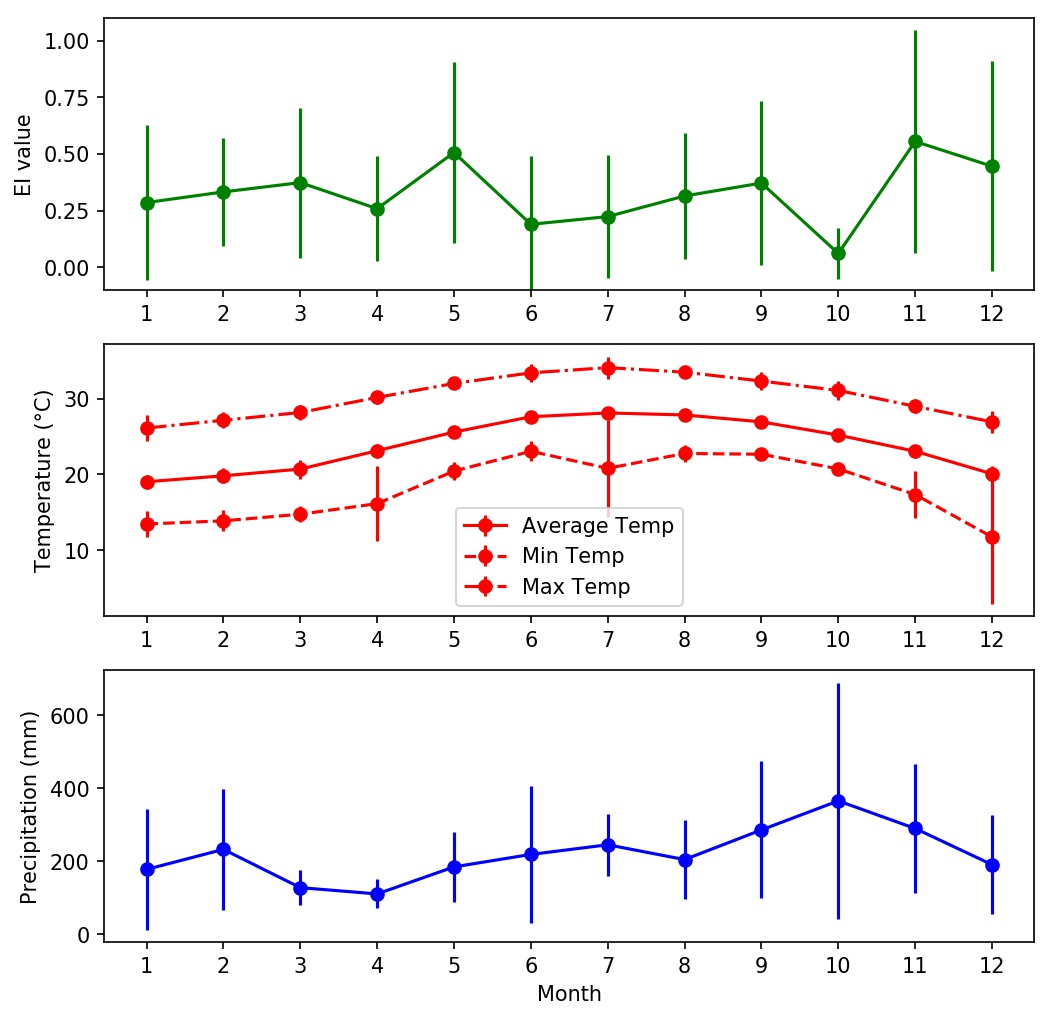 EI value
1.00
0.75
0.50
0.25
0.00
1 2 3 4 5 6 7 8 9 10 11 12
Temperature (°C)
30
20
10
Average Temp
Min Temp
Max Temp
1 2 3 4 5 6 7 8 9 10 11 12
Precipitation (mm)
600
400
200
0
1 2 3 4 5 6 7 8 9 10 11 12
Month